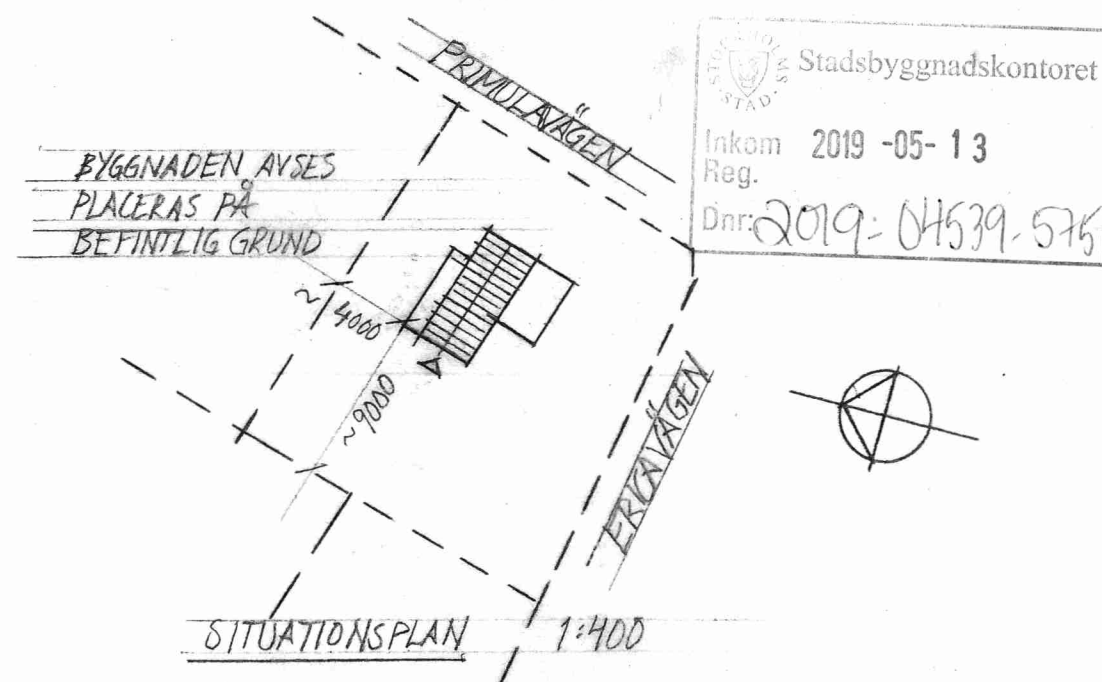 PRIMULAVÄGEN
STOCKHOLMS STAD
Stadsbyggnadskontoret
Inkom 2019 -05- 13
Reg.
Dnr: 2019-04539-575
BYGGNADEN AVSES
PLACERAS PÅ
BEFINTLIG GRUND
~4000
~9000
ERICAVÄGEN
SITUATIONSPLAN 1:400